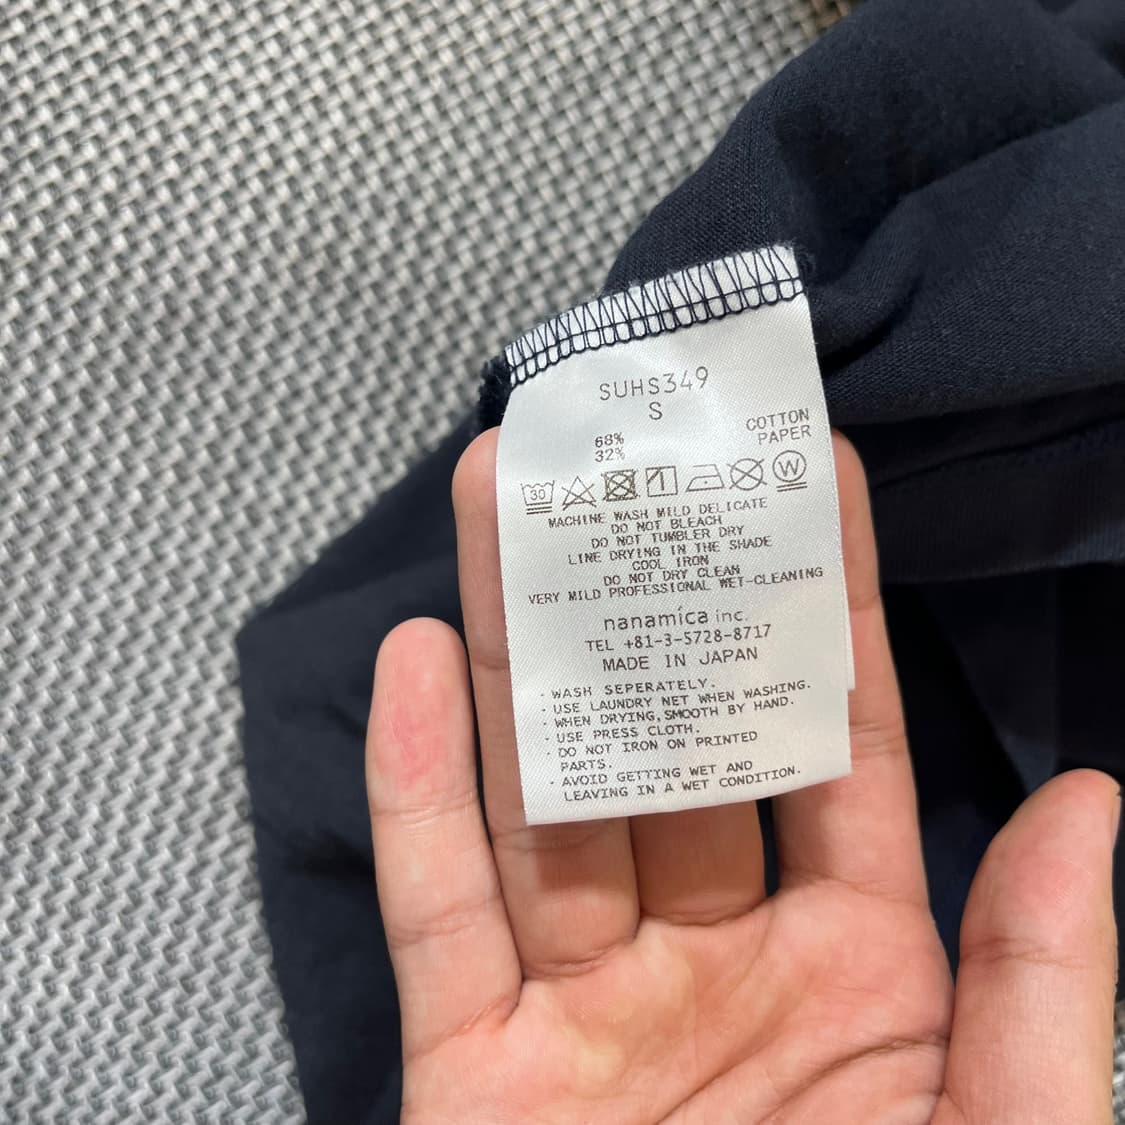 SUHS349
S
68% COTTON
32% PAPER
30 W
MACHINE WASH MILD DELICATE
DO NOT BLEACH
DO NOT TUMBLER DRY
LINE DRYING IN THE SHADE
COOL IRON
DO NOT DRY CLEAN
VERY MILD PROFESSIONAL WET-CLEANING
nanamíca inc.
TEL +81-3-5728-8717
MADE IN JAPAN
· WASH SEPERATELY.
· USE LAUNDRY NET WHEN WASHING.
· WHEN DRYING, SMOOTH BY HAND.
· USE PRESS CLOTH.
· DO NOT IRON ON PRINTED
PARTS.
· AVOID GETTING WET AND
LEAVING IN A WET CONDITION.